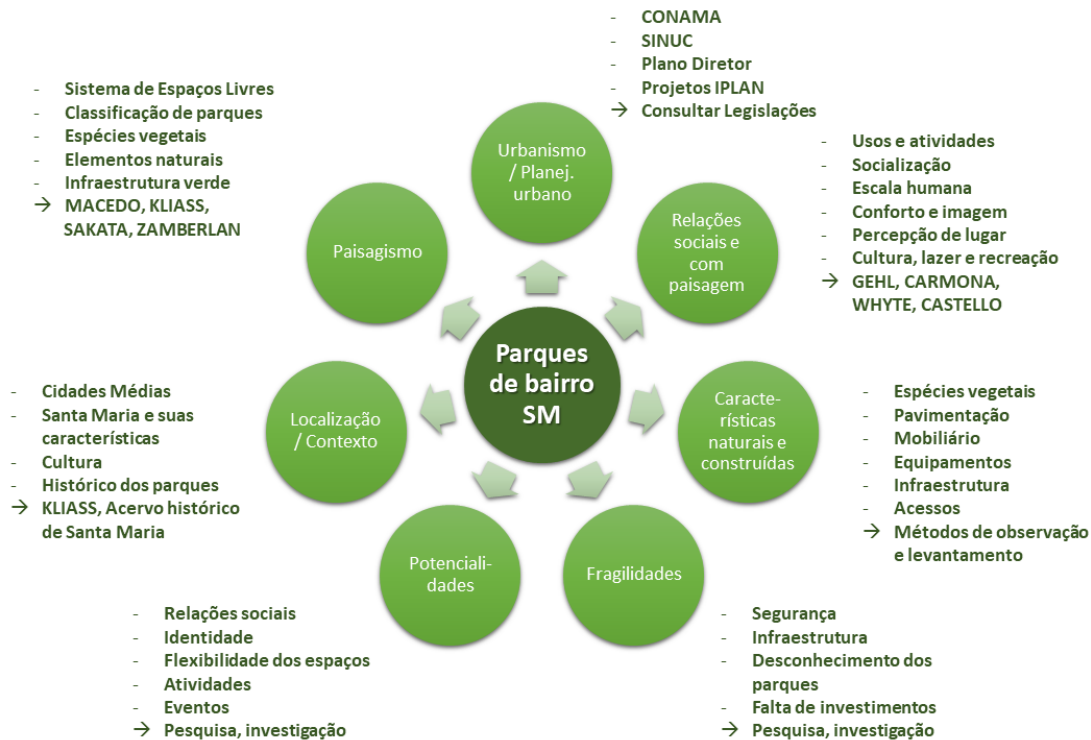 - CONAMA
- SINUC
- Plano Diretor
- Projetos IPLAN
→ Consultar Legislações
- Sistema de Espaços Livres
- Classificação de parques
- Espécies vegetais
- Elementos naturais
- Infraestrutura verde
→ MACEDO, KLIASS,
SAKATA, ZAMBERLAN
Urbanismo
/ Planej.
urbano
- Usos e atividades
- Socialização
- Escala humana
- Conforto e imagem
- Percepção de lugar
- Cultura, lazer e recreação
→ GEHL, CARMONA,
WHYTE, CASTELLO
Paisagismo
Relações
sociais e
com
paisagem
Parques
de bairro
SM
- Cidades Médias
- Santa Maria e suas
características
- Cultura
- Histórico dos parques
→ KLIASS, Acervo histórico
de Santa Maria
Localização
/ Contexto
Caracte-
rísticas
naturais e
construídas
- Espécies vegetais
- Pavimentação
- Mobiliário
- Equipamentos
- Infraestrutura
- Acessos
→ Métodos de observação
e levantamento
Potenciali-
dades
Fragilidades
- Relações sociais
- Identidade
- Flexibilidade dos espaços
- Atividades
- Eventos
→ Pesquisa, investigação
- Segurança
- Infraestrutura
- Desconhecimento dos
parques
- Falta de investimentos
→ Pesquisa, investigação